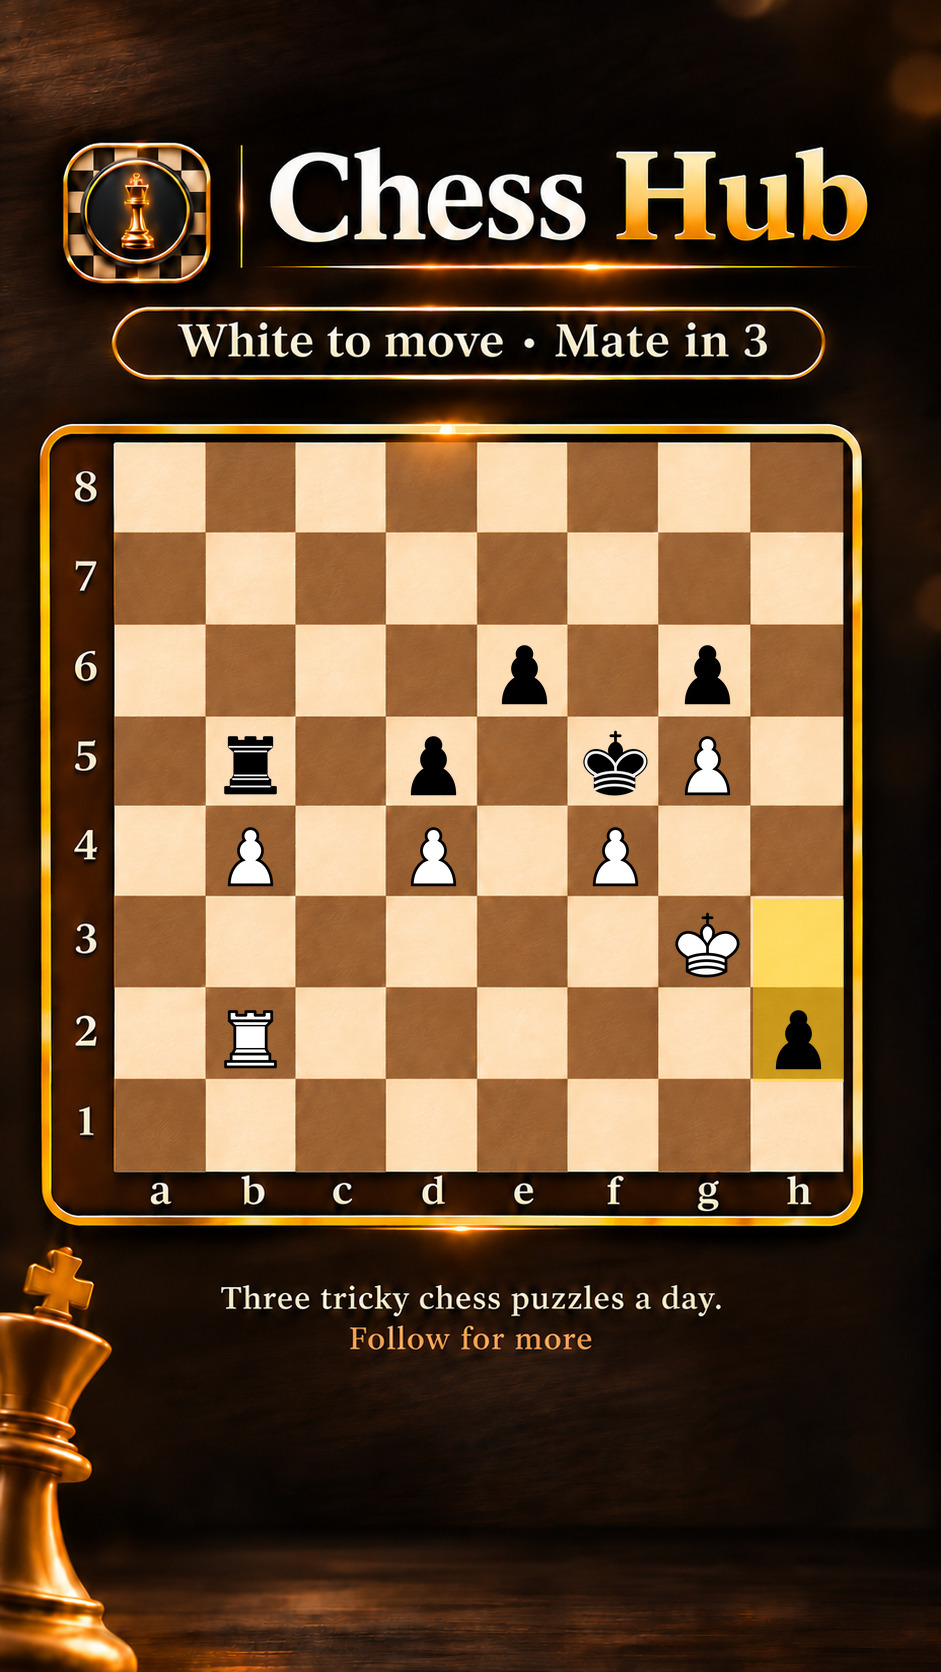 Chess Hub
White to move • Mate in 3
8
7
6
5
4
3
2
1
a b c d e f g h
Three tricky chess puzzles a day.
Follow for more